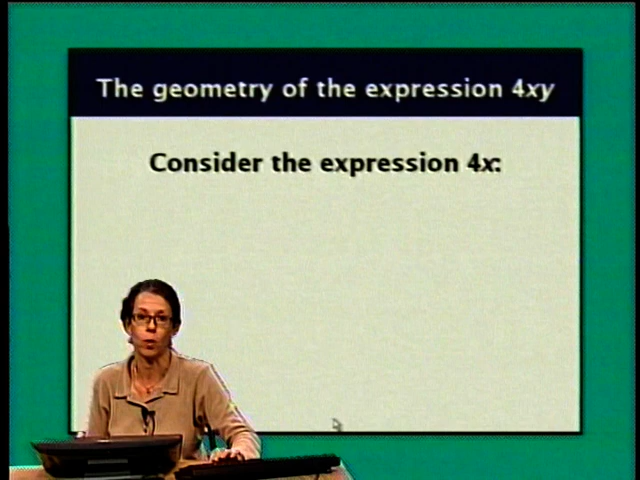 The geometry of the expression 4xy
Consider the expression 4x: